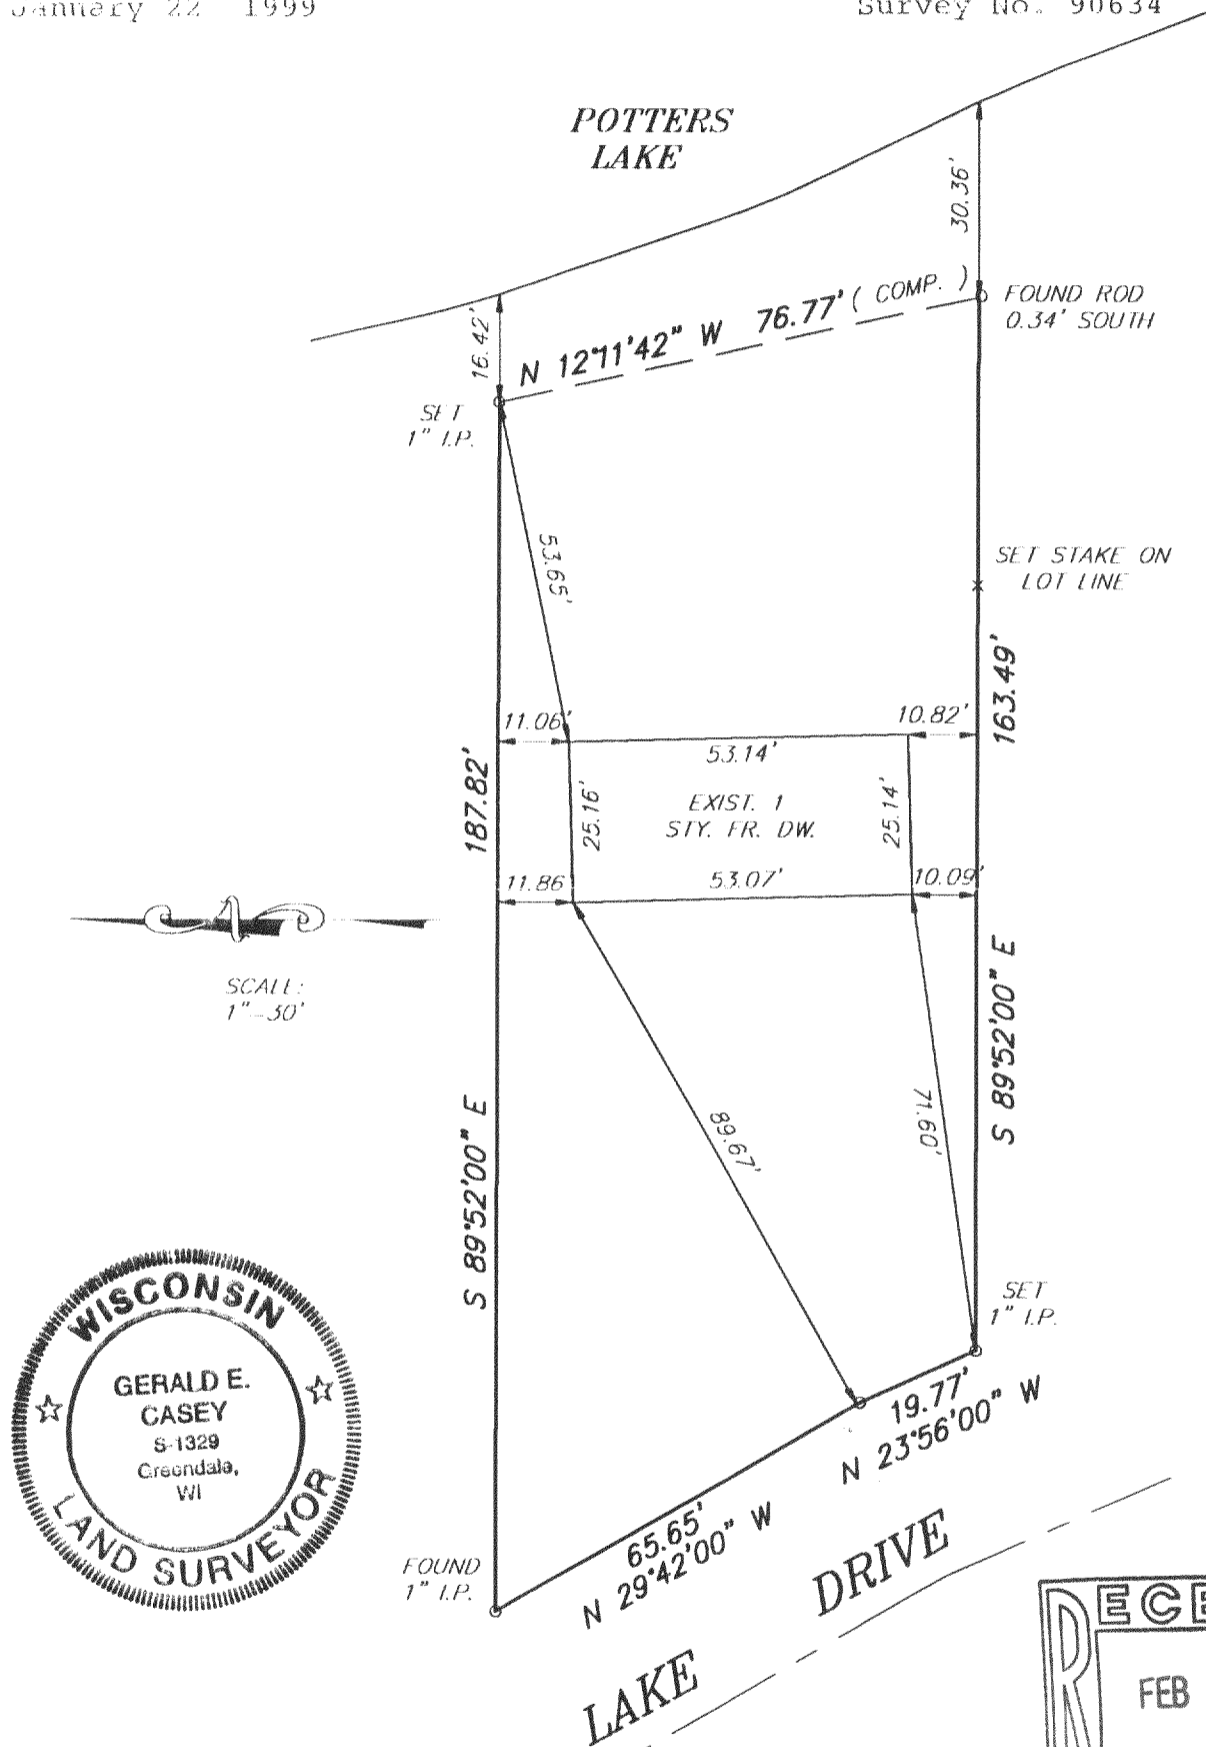 January 22 1999
Survey No. 90634
POTTERS
LAKE
30.36'
16.42'
N 12°11'42" W 76.77' ( COMP. )
FOUND ROD
0.34' SOUTH
SET
1" I.P.
53.65'
SET STAKE ON
LOT LINE
163.49'
11.06'
10.82'
53.14'
187.82'
25.16'
EXIST. 1
STY. FR. DW.
25.14'
11.86
53.07'
10.09'
SCALE:
1"=30'
S 89°52'00" E
89.67'
71.60'
S 89°52'00" E
SET
1" I.P.
19.77'
N 23°56'00" W
65.65'
N 29°42'00" W
FOUND
1" I.P.
LAKE DRIVE
WISCONSIN
GERALD E.
CASEY
S-1329
Greendale,
WI
LAND SURVEYOR
RECE
FEB